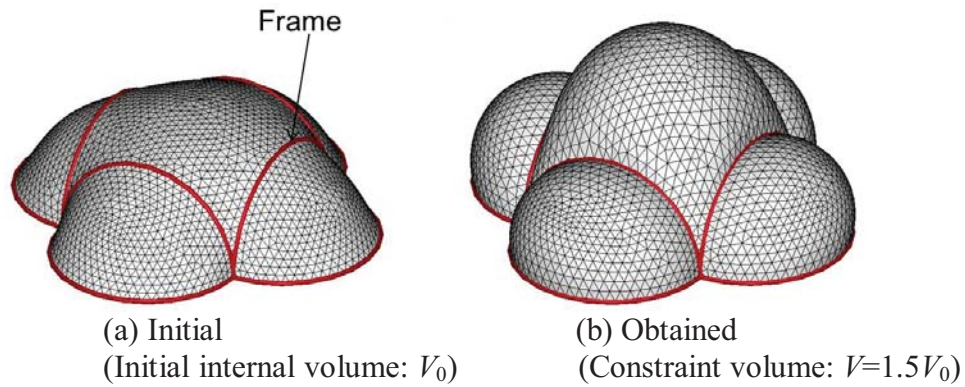 Frame
(a) Initial
(Initial internal volume: V₀)
(b) Obtained
(Constraint volume: V=1.5V₀)